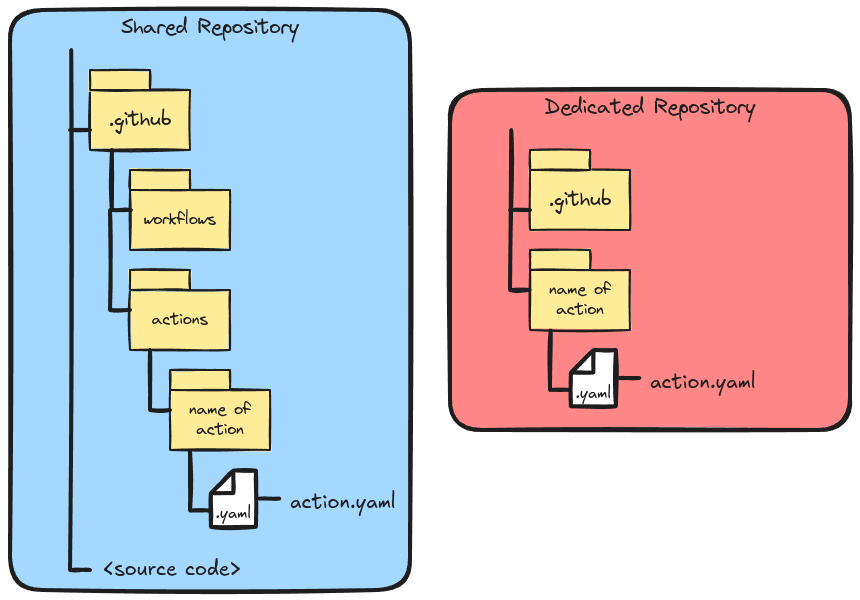 Shared Repository
.github
workflows
actions
name of
action
.yaml
action.yaml
<source code>
Dedicated Repository
.github
name of
action
.yaml
action.yaml